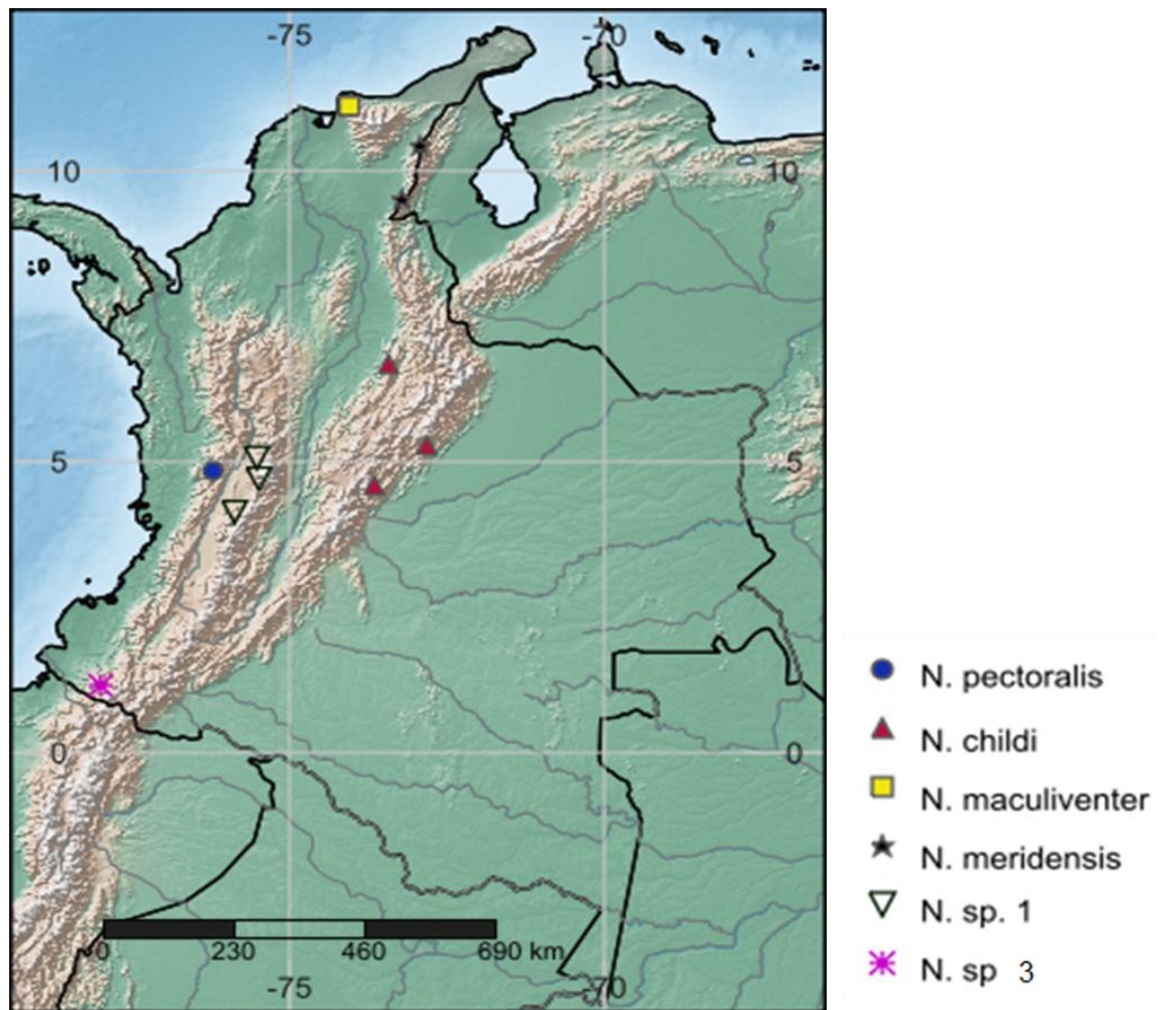 -75 -70
10 10
5 5
0 0
0 230 460 690 km
-75 -70
N. pectoralis
N. childi
N. maculiventer
N. meridensis
N. sp. 1
N. sp 3